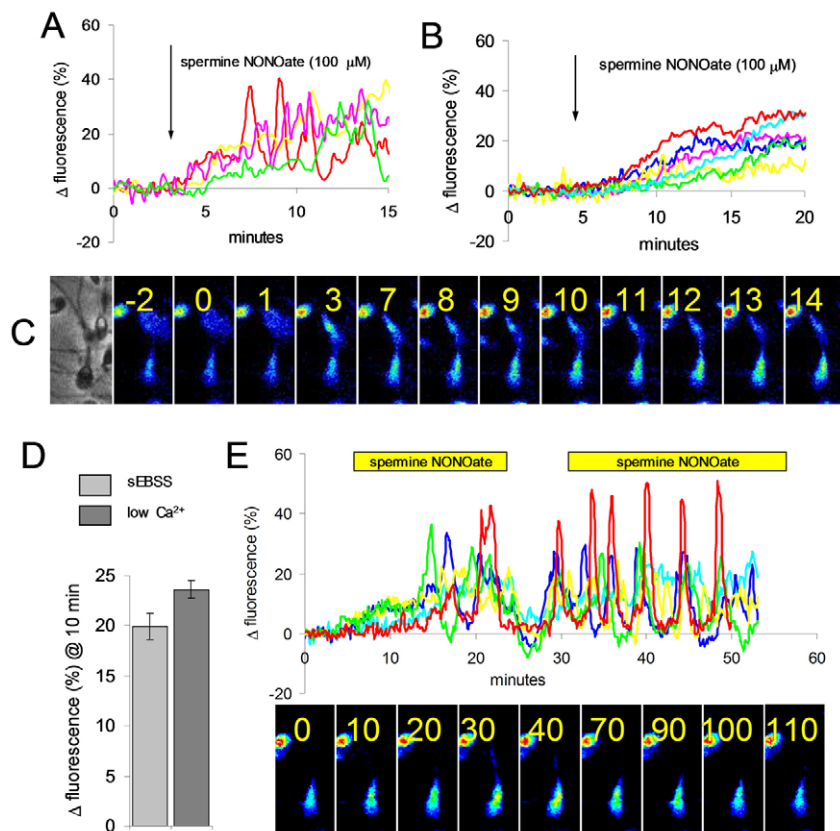 A
60
40
20
0
-20
Δ fluorescence (%)
spermine NONOate (100 μM)
0 5 10 15
minutes
B
60
40
20
0
-20
Δ fluorescence (%)
spermine NONOate (100 μM)
0 5 10 15 20
minutes
C
-2 0 1 3 7 8 9 10 11 12 13 14
D
sEBSS
low Ca²⁺
25
20
15
10
5
0
Δ fluorescence (%) @ 10 min
E
60
40
20
0
-20
Δ fluorescence (%)
spermine NONOate spermine NONOate
0 10 20 30 40 50 60
minutes
0 10 20 30 40 70 90 100 110